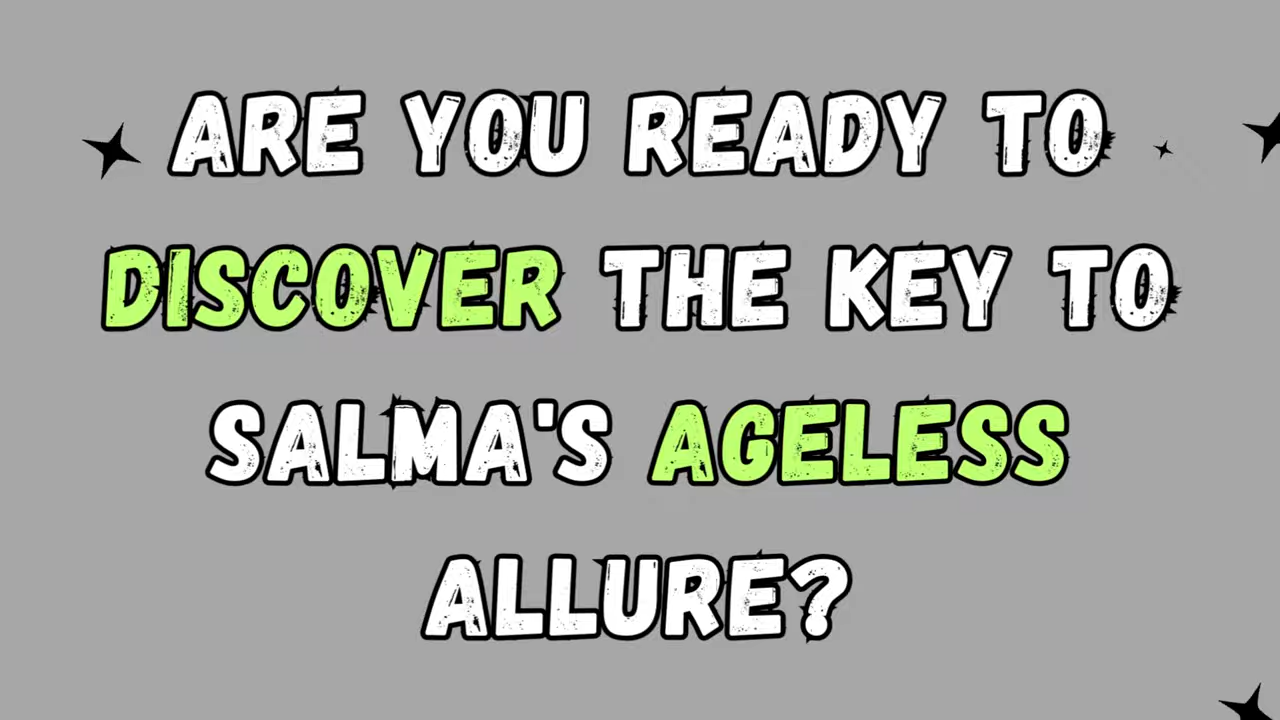 ARE YOU READY TO
DISCOVER THE KEY TO
SALMA'S AGELESS
ALLURE?